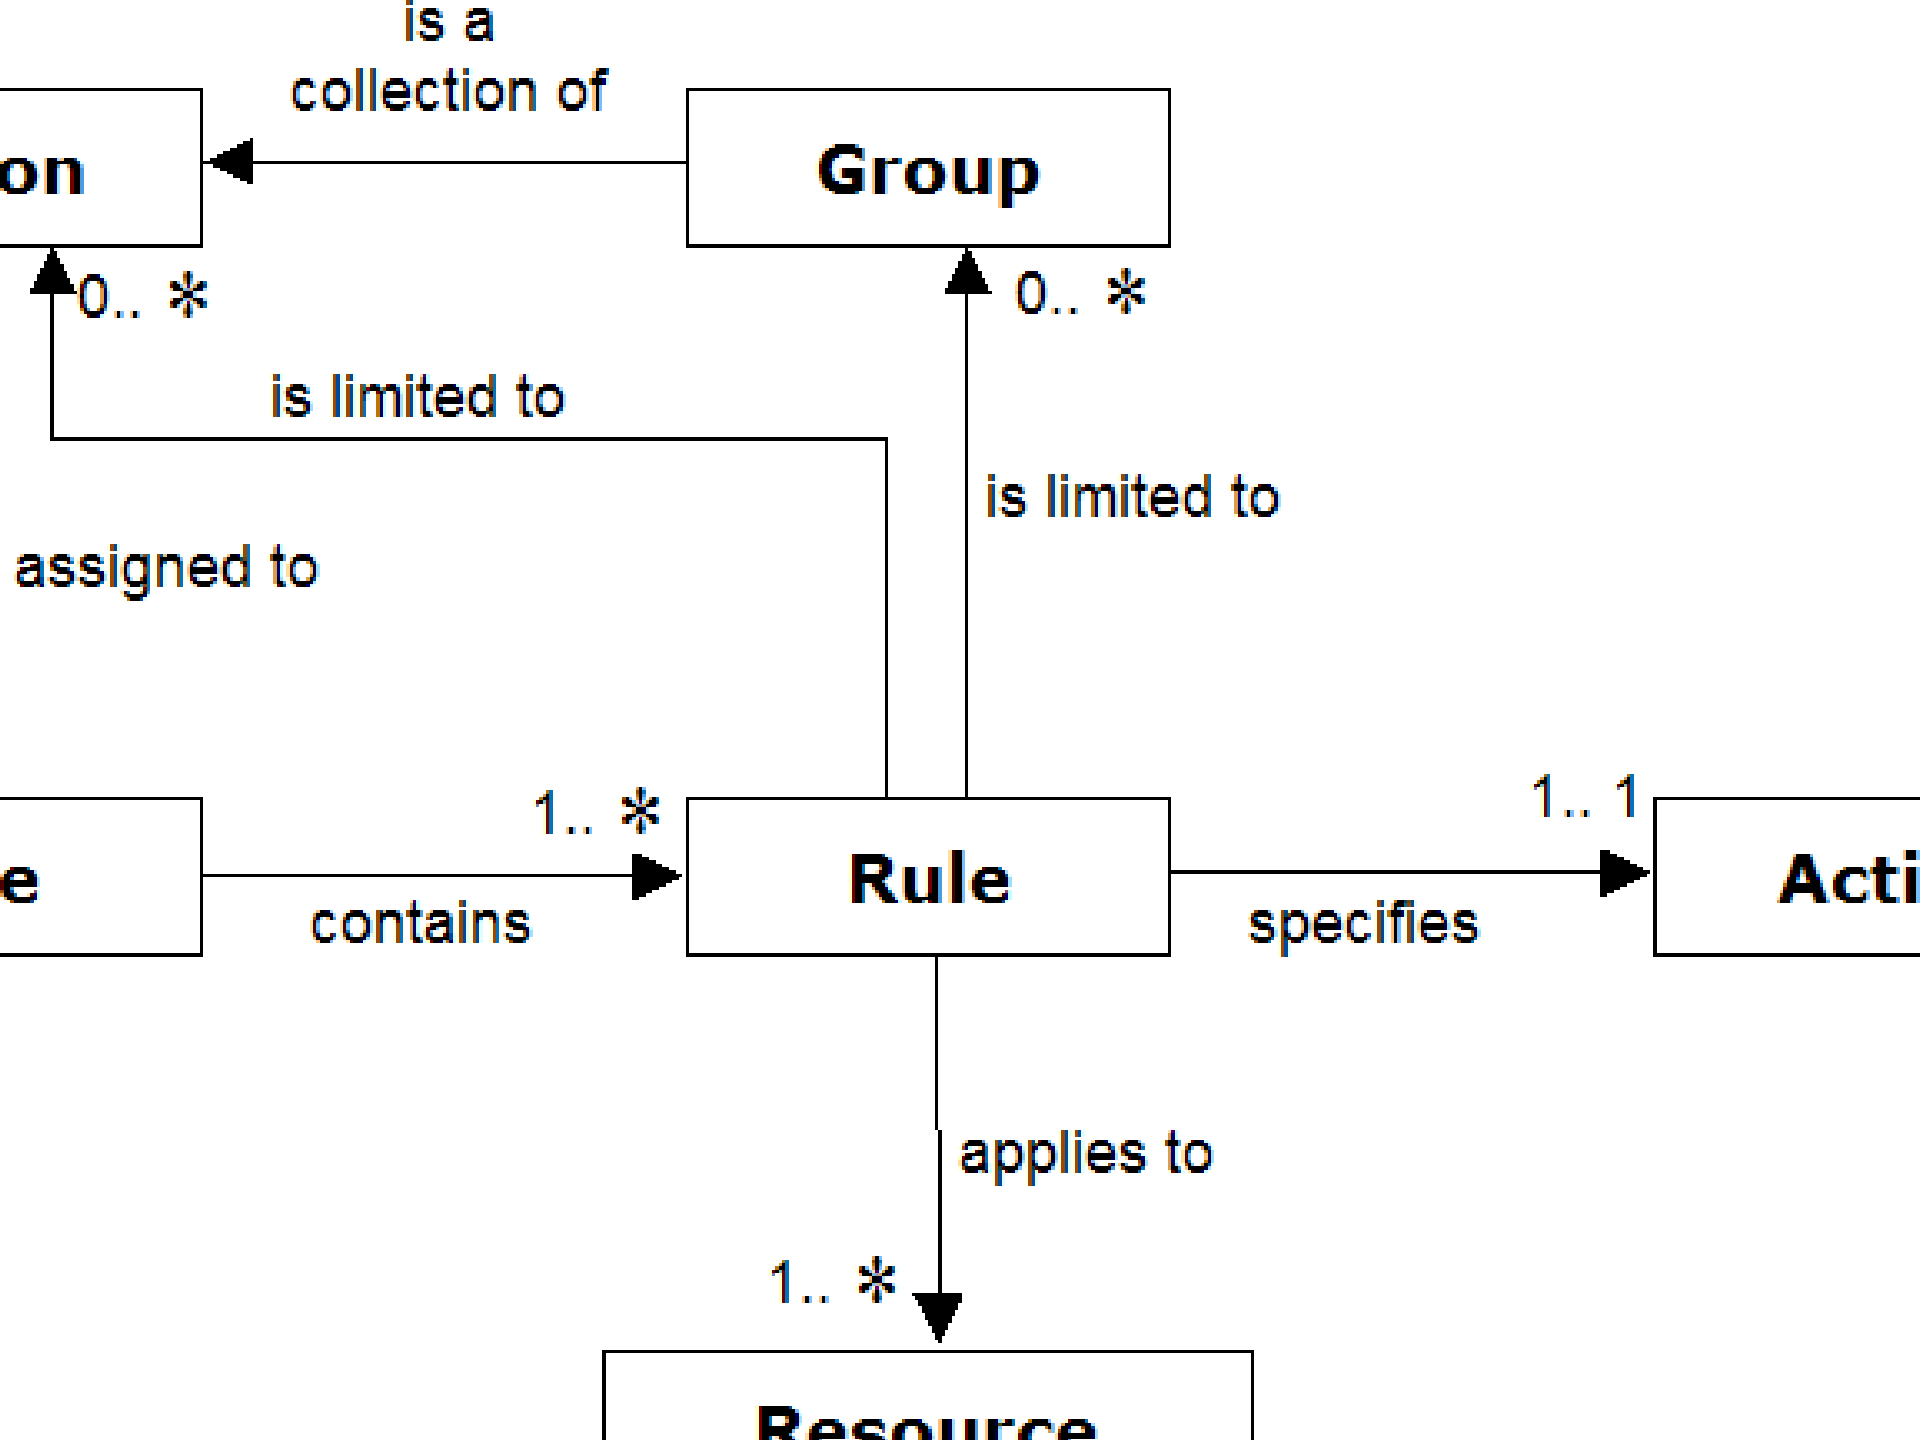 is a
collection of
on
Group
0.. *
0.. *
is limited to
is limited to
assigned to
1.. *
1.. 1
e
Rule
Acti
contains
specifies
applies to
1.. *
Resource